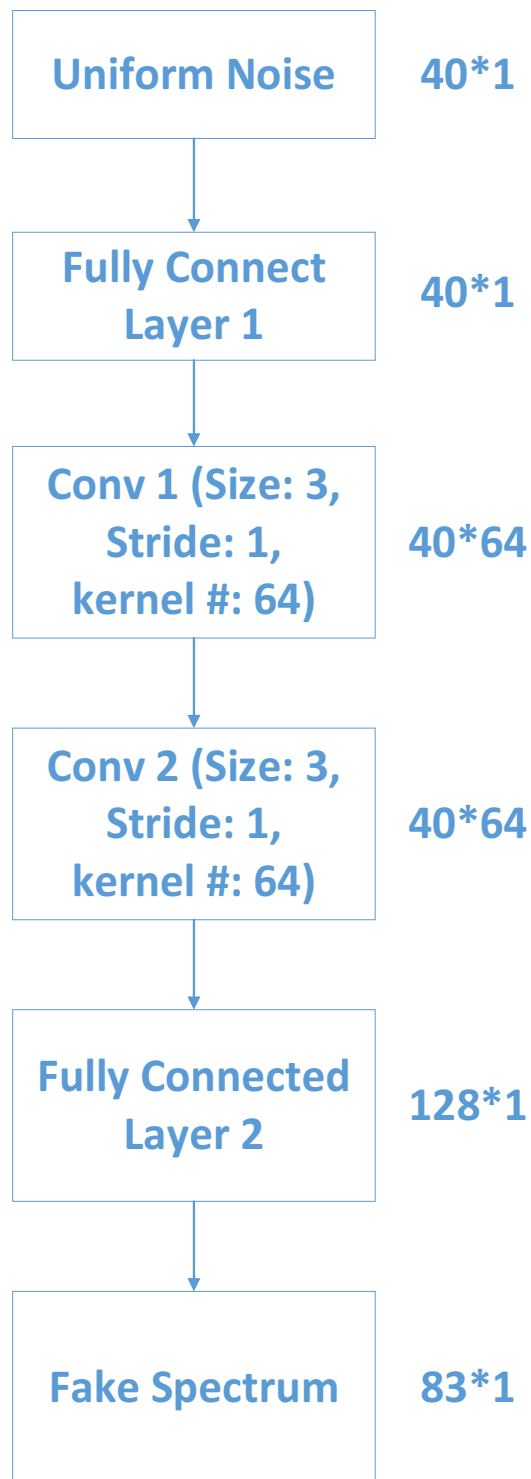 Uniform Noise 40*1
Fully Connect
Layer 1
40*1
Conv 1 (Size: 3,
Stride: 1,
kernel #: 64)
40*64
Conv 2 (Size: 3,
Stride: 1,
kernel #: 64)
40*64
Fully Connected
Layer 2
128*1
Fake Spectrum 83*1